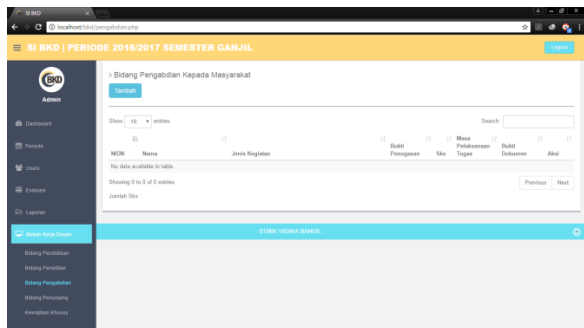 SI BKD
localhost/bkd/pengabdian.php
SI BKD | PERIODE 2016/2017 SEMESTER GANJIL
Logout
BKD
Admin
Dashboard
Periode
Users
Evaluasi
Laporan
Beban Kerja Dosen
Bidang Pendidikan
Bidang Penelitian
Bidang Pengabdian
Bidang Penunjang
Kewajiban Khusus
› Bidang Pengabdian Kepada Masyarakat
Tambah
Show 10 entries
Search:
NIDN Nama Jenis Kegiatan Bukti Penugasan Sks Masa Pelaksanaan Tugas Bukti Dokumen Aksi
No data available in table
Showing 0 to 0 of 0 entries
Previous Next
Jumlah Sks :
- STMIK YADIKA BANGIL -